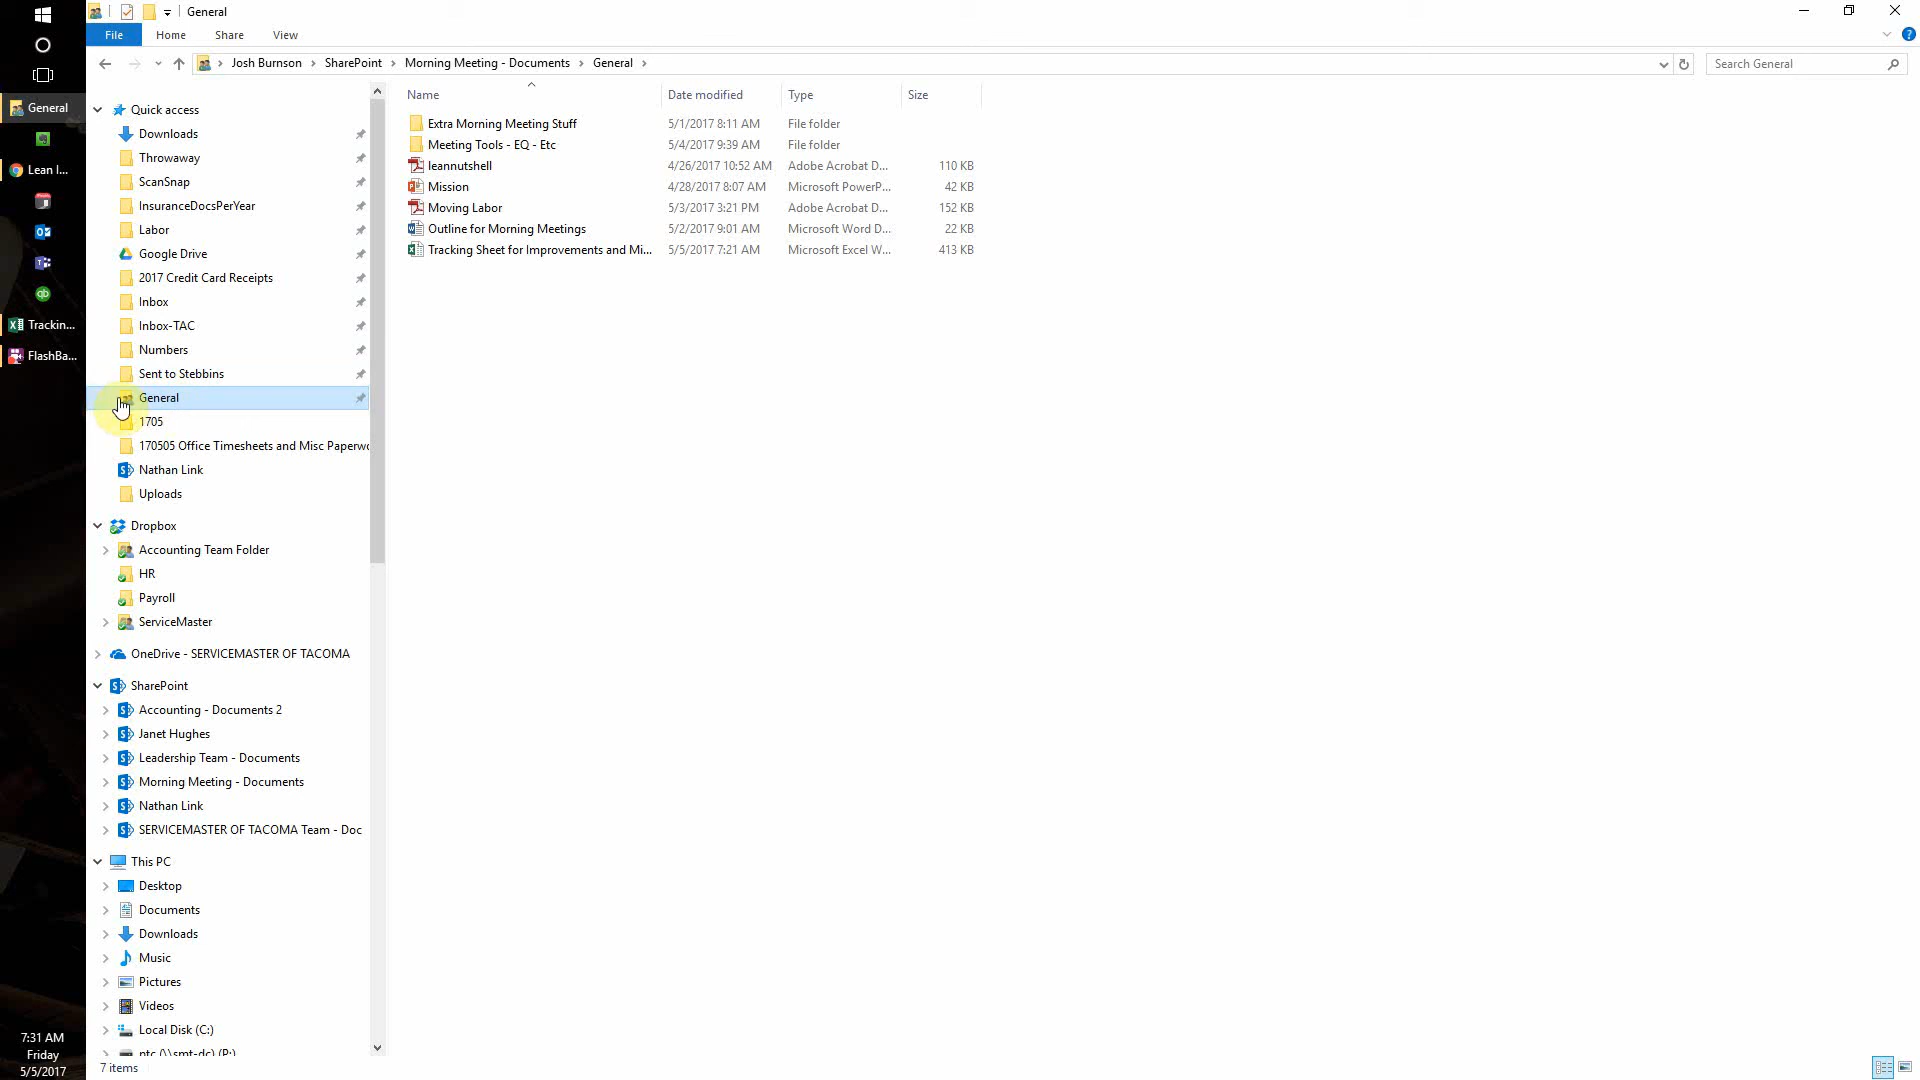 General
File
Home
Share
View
Josh Burnson
SharePoint
Morning Meeting - Documents
General
Search General
General
Lean I...
Trackin...
FlashBa...
Quick access
Downloads
Throwaway
ScanSnap
InsuranceDocsPerYear
Labor
Google Drive
2017 Credit Card Receipts
Inbox
Inbox-TAC
Numbers
Sent to Stebbins
General
1705
170505 Office Timesheets and Misc Paperwo
Nathan Link
Uploads
Dropbox
Accounting Team Folder
HR
Payroll
ServiceMaster
OneDrive - SERVICEMASTER OF TACOMA
SharePoint
Accounting - Documents 2
Janet Hughes
Leadership Team - Documents
Morning Meeting - Documents
Nathan Link
SERVICEMASTER OF TACOMA Team - Doc
This PC
Desktop
Documents
Downloads
Music
Pictures
Videos
Local Disk (C:)
ptc (\\smt-dc) (P:)
Name Date modified Type Size
Extra Morning Meeting Stuff 5/1/2017 8:11 AM File folder
Meeting Tools - EQ - Etc 5/4/2017 9:39 AM File folder
leannutshell 4/26/2017 10:52 AM Adobe Acrobat D... 110 KB
Mission 4/28/2017 8:07 AM Microsoft PowerP... 42 KB
Moving Labor 5/3/2017 3:21 PM Adobe Acrobat D... 152 KB
Outline for Morning Meetings 5/2/2017 9:01 AM Microsoft Word D... 22 KB
Tracking Sheet for Improvements and Mi... 5/5/2017 7:21 AM Microsoft Excel W... 413 KB
7 items
7:31 AM
Friday
5/5/2017